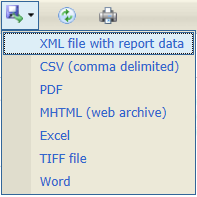 XML file with report data
CSV (comma delimited)
PDF
MHTML (web archive)
Excel
TIFF file
Word